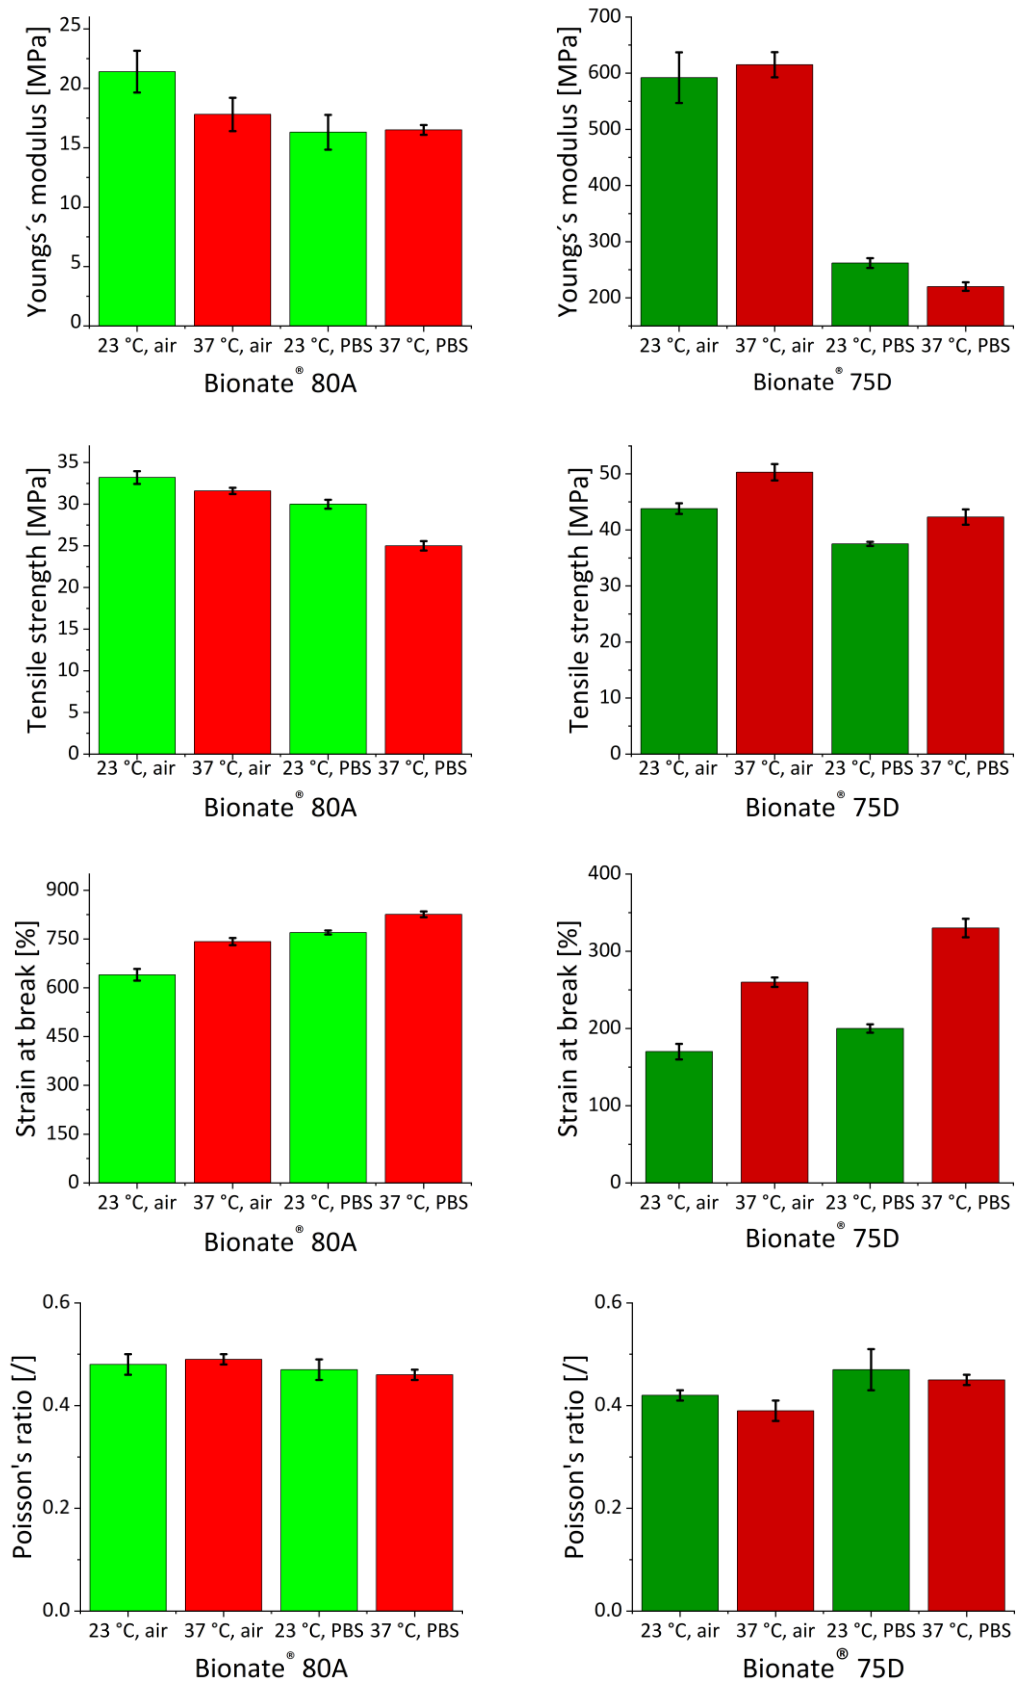 Youngs´s modulus [MPa]
25
20
15
10
5
0
23 °C, air 37 °C, air 23 °C, PBS 37 °C, PBS
Bionate® 80A
Youngs´s modulus [MPa]
700
600
500
400
300
200
23 °C, air 37 °C, air 23 °C, PBS 37 °C, PBS
Bionate® 75D
Tensile strength [MPa]
35
30
25
20
15
10
5
0
23 °C, air 37 °C, air 23 °C, PBS 37 °C, PBS
Bionate® 80A
Tensile strength [MPa]
50
40
30
20
10
0
23 °C, air 37 °C, air 23 °C, PBS 37 °C, PBS
Bionate® 75D
Strain at break [%]
900
750
600
450
300
150
0
23 °C, air 37 °C, air 23 °C, PBS 37 °C, PBS
Bionate® 80A
Strain at break [%]
400
300
200
100
0
23 °C, air 37 °C, air 23 °C, PBS 37 °C, PBS
Bionate® 75D
Poisson's ratio [/]
0.6
0.4
0.2
0.0
23 °C, air 37 °C, air 23 °C, PBS 37 °C, PBS
Bionate® 80A
Poisson's ratio [/]
0.6
0.4
0.2
0.0
23 °C, air 37 °C, air 23 °C, PBS 37 °C, PBS
Bionate® 75D